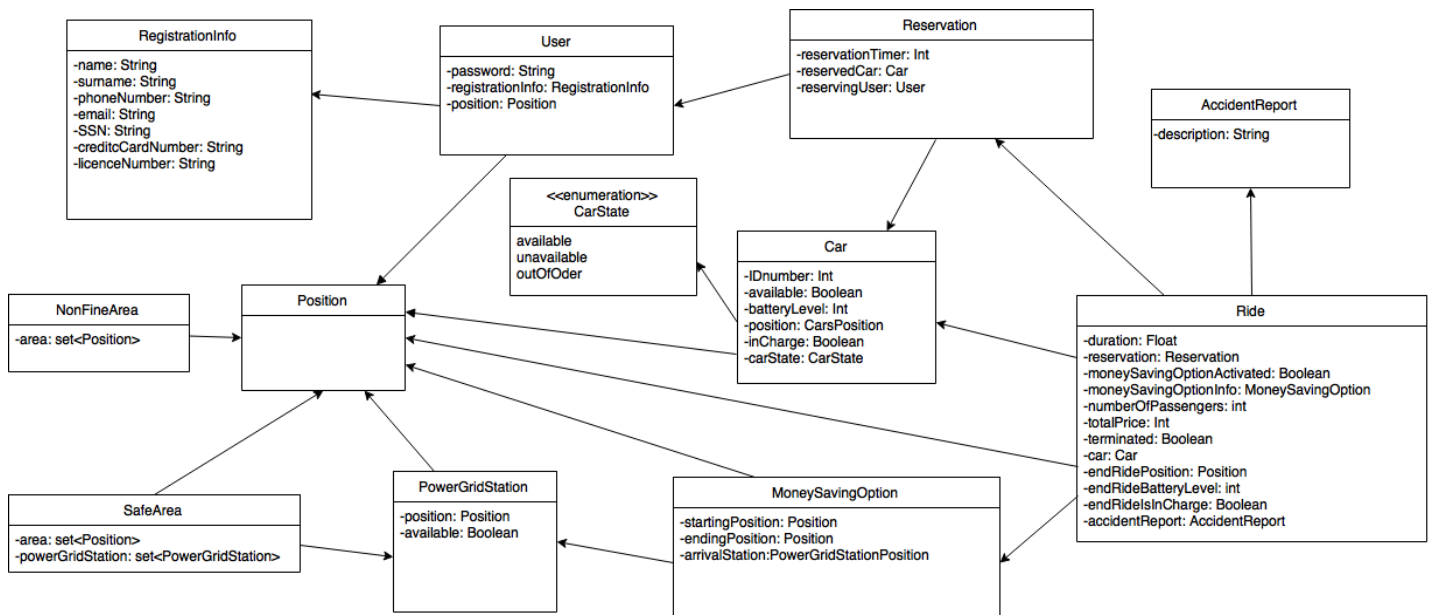 RegistrationInfo
-name: String
-surname: String
-phoneNumber: String
-email: String
-SSN: String
-creditcCardNumber: String
-licenceNumber: String
User
-password: String
-registrationInfo: RegistrationInfo
-position: Position
Reservation
-reservationTimer: Int
-reservedCar: Car
-reservingUser: User
AccidentReport
-description: String
<<enumeration>>
CarState
available
unavailable
outOfOder
Car
-IDnumber: Int
-available: Boolean
-batteryLevel: Int
-position: CarsPosition
-inCharge: Boolean
-carState: CarState
NonFineArea
-area: set<Position>
Position
Ride
-duration: Float
-reservation: Reservation
-moneySavingOptionActivated: Boolean
-moneySavingOptionInfo: MoneySavingOption
-numberOfPassengers: int
-totalPrice: Int
-terminated: Boolean
-car: Car
-endRidePosition: Position
-endRideBatteryLevel: int
-endRideIsInCharge: Boolean
-accidentReport: AccidentReport
SafeArea
-area: set<Position>
-powerGridStation: set<PowerGridStation>
PowerGridStation
-position: Position
-available: Boolean
MoneySavingOption
-startingPosition: Position
-endingPosition: Position
-arrivalStation:PowerGridStationPosition